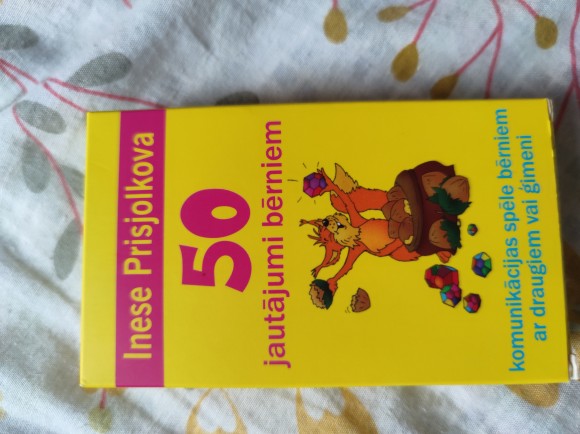 Inese Prisjolkova
50
jautājumi bērniem
komunikācijas spēle bērniem
ar draugiem vai ģimeni